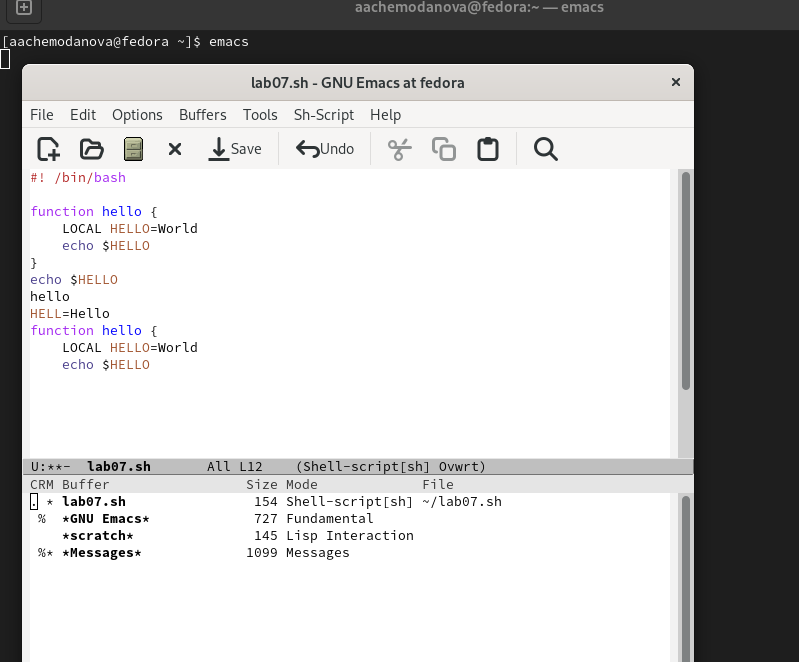 aachemodanova@fedora:~ — emacs
[aachemodanova@fedora ~]$ emacs
lab07.sh - GNU Emacs at fedora
File Edit Options Buffers Tools Sh-Script Help
Save Undo
#! /bin/bash
function hello {
    LOCAL HELLO=World
    echo $HELLO
}
echo $HELLO
hello
HELL=Hello
function hello {
    LOCAL HELLO=World
    echo $HELLO
U:**-  lab07.sh       All L12    (Shell-script[sh] Ovwrt)
CRM Buffer                 Size Mode             File
. * lab07.sh                154 Shell-script[sh] ~/lab07.sh
 %  *GNU Emacs*             727 Fundamental
    *scratch*               145 Lisp Interaction
 %* *Messages*             1099 Messages